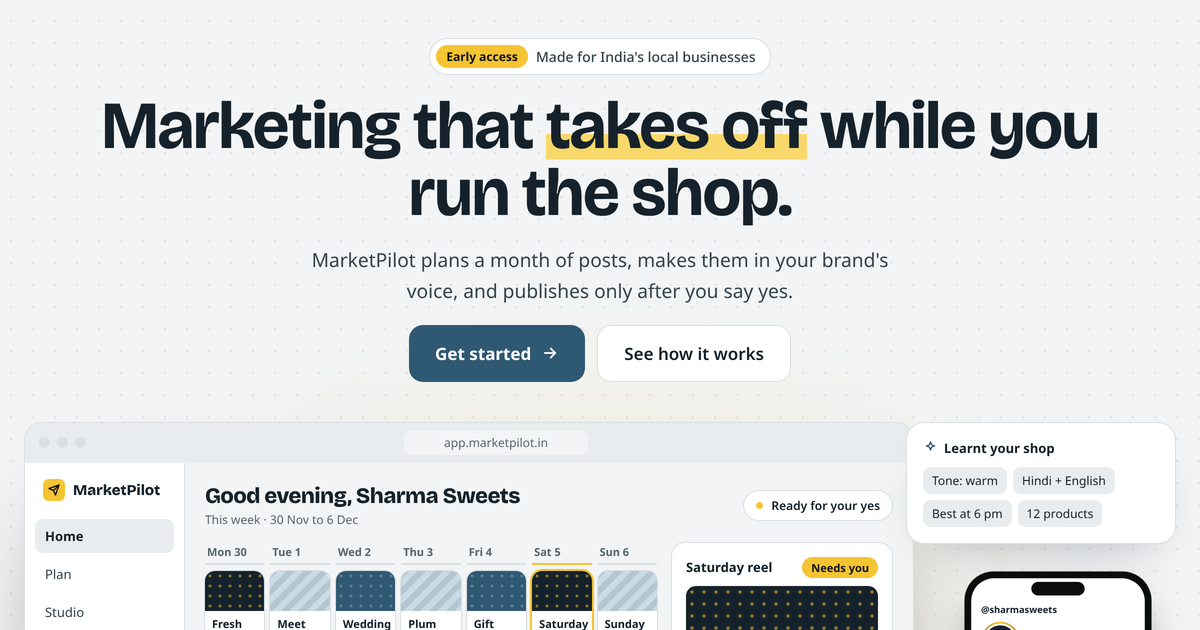 Early access Made for India's local businesses
Marketing that takes off while you
run the shop.
MarketPilot plans a month of posts, makes them in your brand's
voice, and publishes only after you say yes.
Get started → See how it works
app.marketpilot.in
Learnt your shop
Tone: warm Hindi + English
Best at 6 pm 12 products
MarketPilot
Home
Plan
Studio
Good evening, Sharma Sweets
This week · 30 Nov to 6 Dec
Ready for your yes
Mon 30 Tue 1 Wed 2 Thu 3 Fri 4 Sat 5 Sun 6
Fresh Meet Wedding Plum Gift Saturday Sunday
Saturday reel Needs you
@sharmasweets